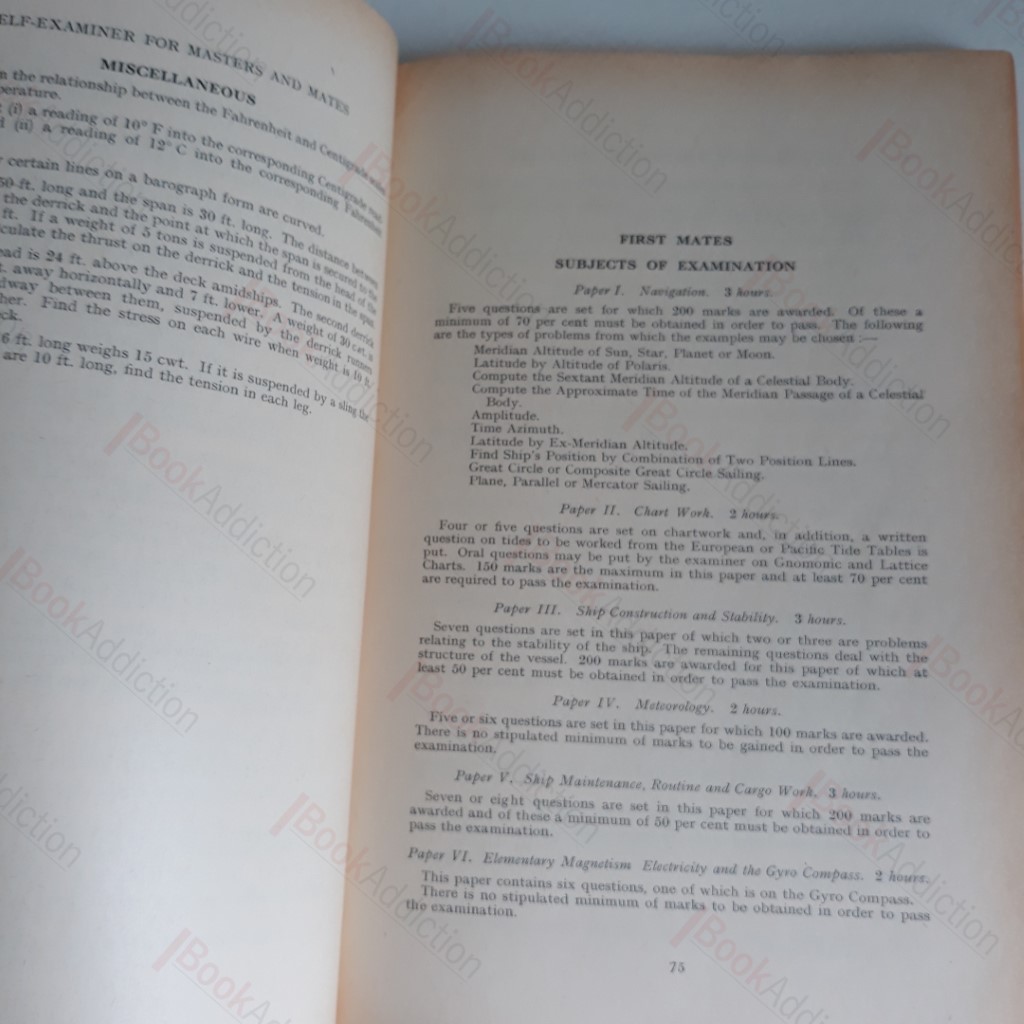 ELF-EXAMINER FOR MASTERS AND MATES
MISCELLANEOUS
n the relationship between the Fahrenheit and Centigrade
perature.
(i) a reading of 10° F into the corresponding Centigrade
(ii) a reading of 12° C into the corresponding Fahrenheit
certain lines on a barograph form are curved.
50-ft. long and the span is 30 ft. long. The distance between
the derrick and the point at which the span is secured to the
ft. If a weight of 5 tons is suspended from the head of the
culate the thrust on the derrick and the tension in the span.
ead is 24 ft. above the deck amidships. The second derrick
t. away horizontally and 7 ft. lower. A weight of 30 cwt. is
dway between them, suspended by the derrick runners
her. Find the stress on each wire when weight is 10 ft.
ck.
6 ft. long weighs 15 cwt. If it is suspended by a sling the
are 10 ft. long, find the tension in each leg.
FIRST MATES
SUBJECTS OF EXAMINATION
Paper I. Navigation. 3 hours.
Five questions are set for which 200 marks are awarded. Of these a
minimum of 70 per cent must be obtained in order to pass. The following
are the types of problems from which the examples may be chosen :—
Meridian Altitude of Sun, Star, Planet or Moon.
Latitude by Altitude of Polaris.
Compute the Sextant Meridian Altitude of a Celestial Body.
Compute the Approximate Time of the Meridian Passage of a Celestial
Body.
Amplitude.
Time Azimuth.
Latitude by Ex-Meridian Altitude.
Find Ship's Position by Combination of Two Position Lines.
Great Circle or Composite Great Circle Sailing.
Plane, Parallel or Mercator Sailing.
Paper II. Chart Work. 2 hours.
Four or five questions are set on chartwork and, in addition, a written
question on tides to be worked from the European or Pacific Tide Tables is
put. Oral questions may be put by the examiner on Gnomonic and Lattice
Charts. 150 marks are the maximum in this paper and at least 70 per cent
are required to pass the examination.
Paper III. Ship Construction and Stability. 3 hours.
Seven questions are set in this paper of which two or three are problems
relating to the stability of the ship. The remaining questions deal with the
structure of the vessel. 200 marks are awarded for this paper of which at
least 50 per cent must be obtained in order to pass the examination.
Paper IV. Meteorology. 2 hours.
Five or six questions are set in this paper for which 100 marks are awarded.
There is no stipulated minimum of marks to be gained in order to pass the
examination.
Paper V. Ship Maintenance, Routine and Cargo Work. 3 hours.
Seven or eight questions are set in this paper for which 200 marks are
awarded and of these a minimum of 50 per cent must be obtained in order to
pass the examination.
Paper VI. Elementary Magnetism Electricity and the Gyro Compass. 2 hours.
This paper contains six questions, one of which is on the Gyro Compass.
There is no stipulated minimum of marks to be obtained in order to pass
the examination.
75
BookAddiction